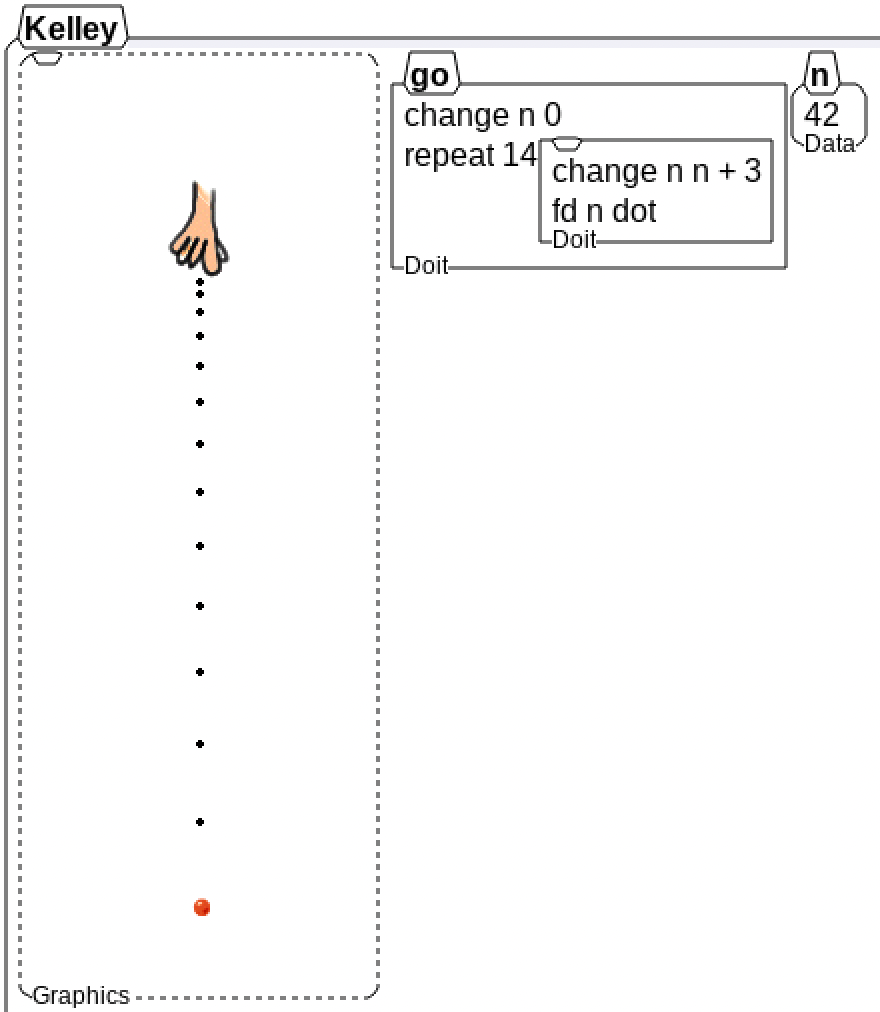 Kelley
go
change n 0
repeat 14
change n n + 3
fd n dot
Doit
Doit
n
42
Data
Graphics